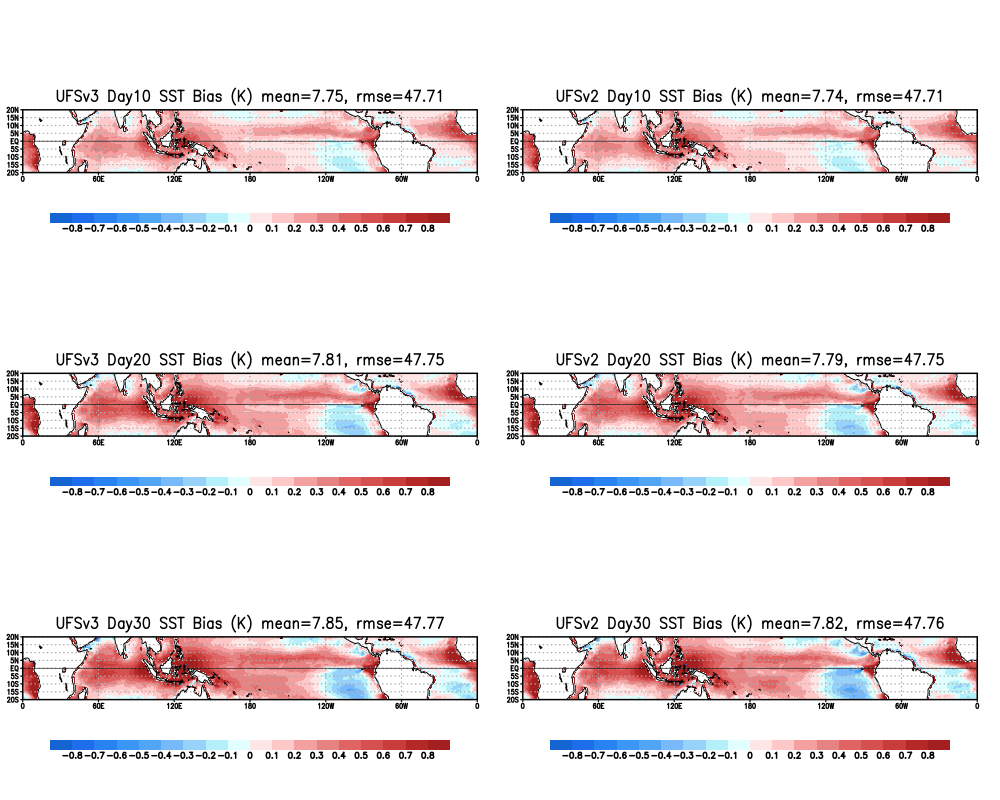 UFSv3 Day10 SST Bias (K) mean=7.75, rmse=47.71
20N
15N
10N
5N
EQ
5S
10S
15S
20S
0 60E 120E 180 120W 60W 0
-0.8 -0.7 -0.6 -0.5 -0.4 -0.3 -0.2 -0.1 0 0.1 0.2 0.3 0.4 0.5 0.6 0.7 0.8
UFSv2 Day10 SST Bias (K) mean=7.74, rmse=47.71
20N
15N
10N
5N
EQ
5S
10S
15S
20S
0 60E 120E 180 120W 60W 0
-0.8 -0.7 -0.6 -0.5 -0.4 -0.3 -0.2 -0.1 0 0.1 0.2 0.3 0.4 0.5 0.6 0.7 0.8
UFSv3 Day20 SST Bias (K) mean=7.81, rmse=47.75
20N
15N
10N
5N
EQ
5S
10S
15S
20S
0 60E 120E 180 120W 60W 0
-0.8 -0.7 -0.6 -0.5 -0.4 -0.3 -0.2 -0.1 0 0.1 0.2 0.3 0.4 0.5 0.6 0.7 0.8
UFSv2 Day20 SST Bias (K) mean=7.79, rmse=47.75
20N
15N
10N
5N
EQ
5S
10S
15S
20S
0 60E 120E 180 120W 60W 0
-0.8 -0.7 -0.6 -0.5 -0.4 -0.3 -0.2 -0.1 0 0.1 0.2 0.3 0.4 0.5 0.6 0.7 0.8
UFSv3 Day30 SST Bias (K) mean=7.85, rmse=47.77
20N
15N
10N
5N
EQ
5S
10S
15S
20S
0 60E 120E 180 120W 60W 0
-0.8 -0.7 -0.6 -0.5 -0.4 -0.3 -0.2 -0.1 0 0.1 0.2 0.3 0.4 0.5 0.6 0.7 0.8
UFSv2 Day30 SST Bias (K) mean=7.82, rmse=47.76
20N
15N
10N
5N
EQ
5S
10S
15S
20S
0 60E 120E 180 120W 60W 0
-0.8 -0.7 -0.6 -0.5 -0.4 -0.3 -0.2 -0.1 0 0.1 0.2 0.3 0.4 0.5 0.6 0.7 0.8